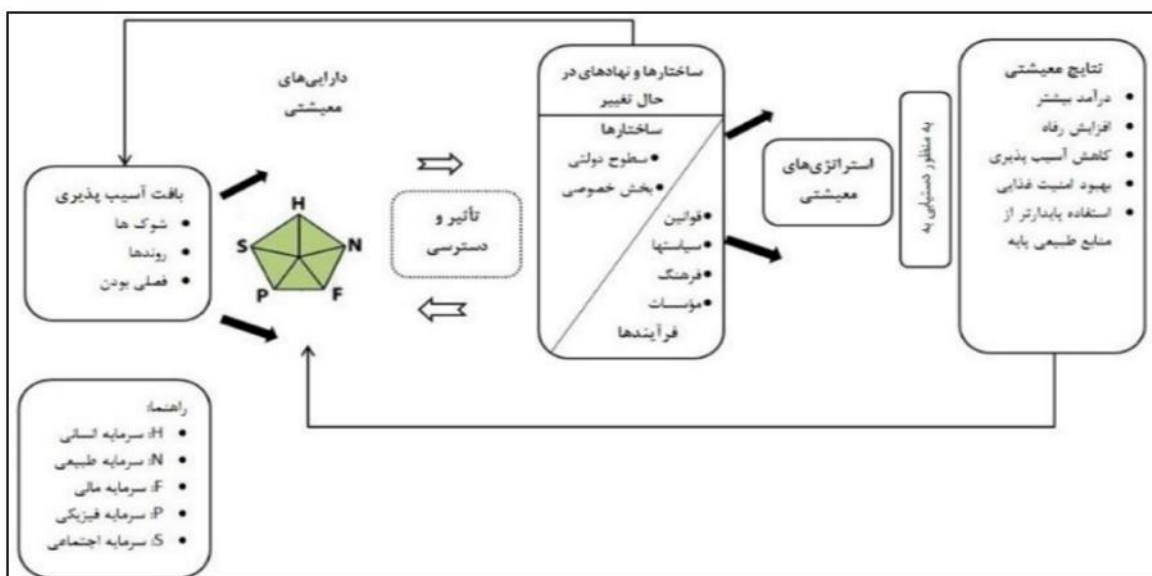 دارایی‌های
معیشتی
بافت آسیب پذیری
• شوک ها
• روندها
• فصلی بودن
H
S
N
P
F
تأثیر و
دسترسی
ساختارها و نهادهای در
حال تغییر
ساختارها
• سطوح دولتی
• بخش خصوصی
• قوانین
• سیاستها
• فرهنگ
• مؤسسات
فرآیندها
استراتژی‌های
معیشتی
به منظور دستیابی به
نتایج معیشتی
• درآمد بیشتر
• افزایش رفاه
• کاهش آسیب پذیری
• بهبود امنیت غذایی
• استفاده پایدارتر از
منابع طبیعی پایه
راهنما:
• H: سرمایه انسانی
• N: سرمایه طبیعی
• F: سرمایه مالی
• P: سرمایه فیزیکی
• S: سرمایه اجتماعی